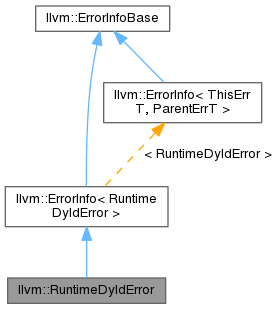 llvm::ErrorInfoBase
llvm::ErrorInfo< ThisErr
T, ParentErrT >
< RuntimeDyldError >
llvm::ErrorInfo< Runtime
DyldError >
llvm::RuntimeDyldError